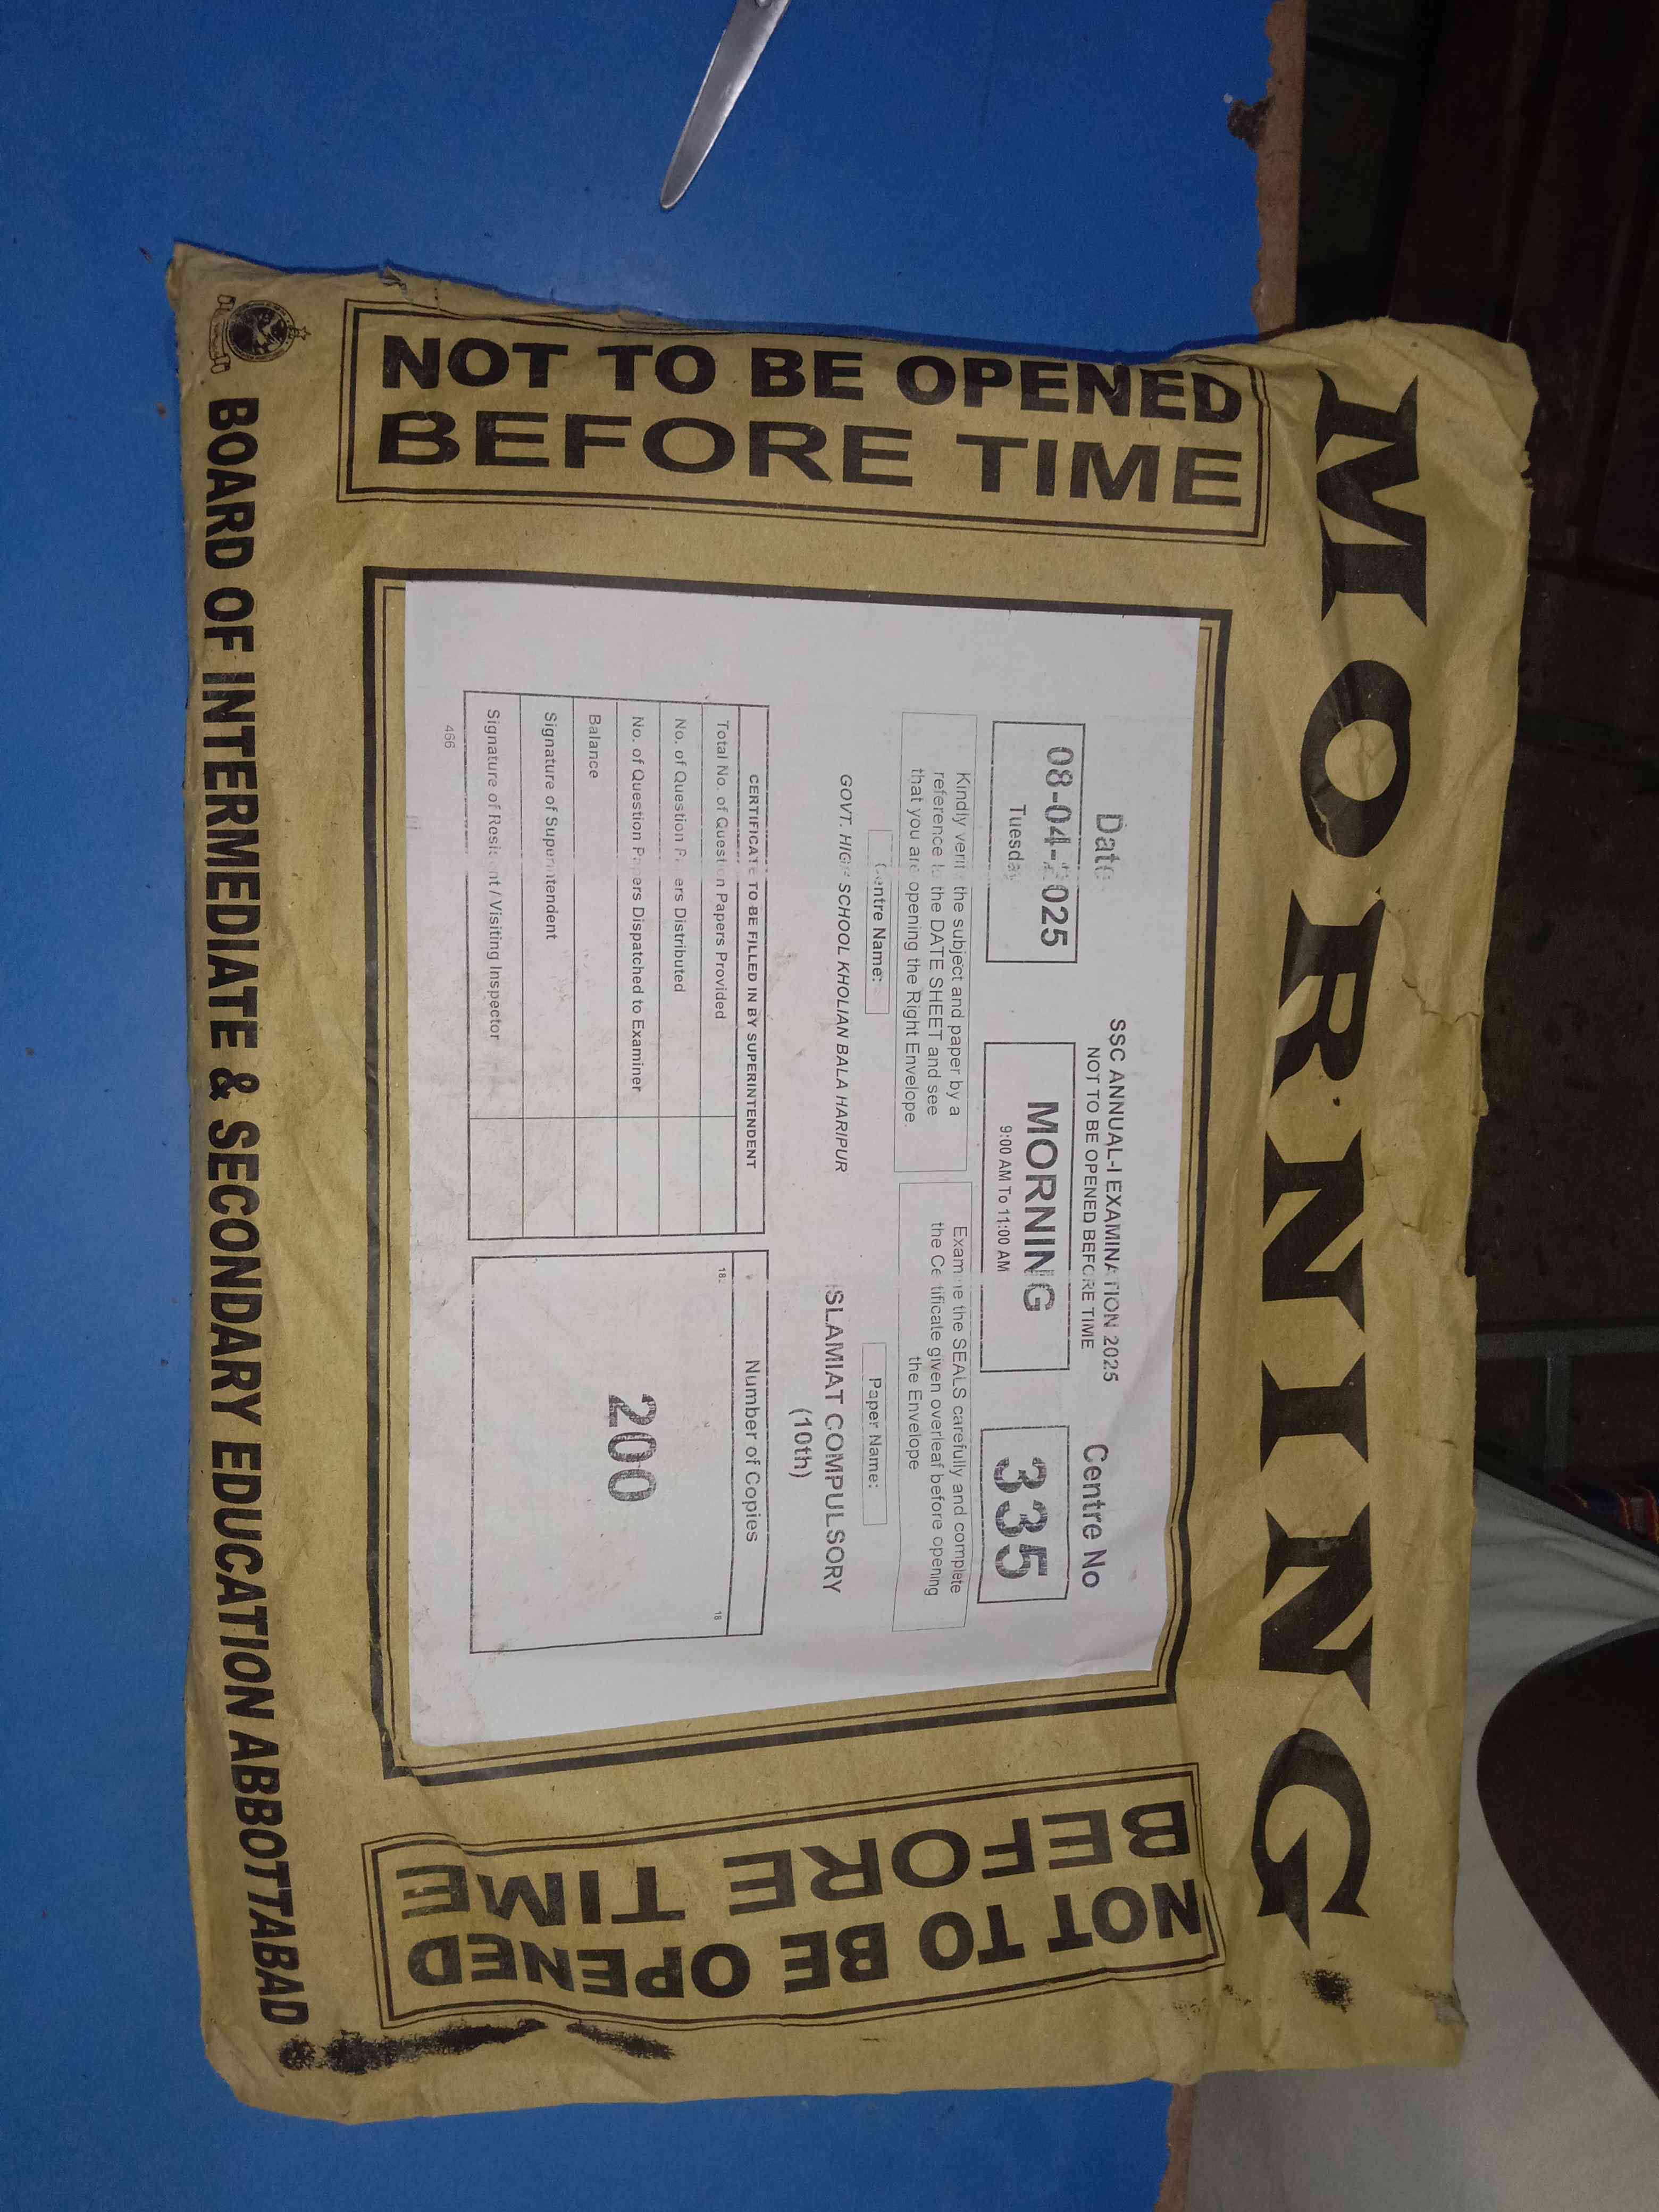 MORNING
NOT TO BE OPENED
BEFORE TIME
SSC ANNUAL-I EXAMINATION 2025
NOT TO BE OPENED BEFORE TIME
Date
08-04-2025
Tuesday
MORNING
9:00 AM To 11:00 AM
Centre No
335
Kindly verify the subject and paper by a
reference to the DATE SHEET and see
that you are opening the Right Envelope.
Examine the SEALS carefully and complete
the Certificate given overleaf before opening
the Envelope
Centre Name:
GOVT. HIGH SCHOOL KHOLIAN BALA HARIPUR
Paper Name:
ISLAMIAT COMPULSORY
(10th)
CERTIFICATE TO BE FILLED IN BY SUPERINTENDENT
Total No. of Question Papers Provided
No. of Question Papers Distributed
No. of Question Papers Dispatched to Examiner
Balance
Signature of Superintendent
Signature of Resident / Visiting Inspector
466
Number of Copies
18
200
NOT TO BE OPENED
BEFORE TIME
BOARD OF INTERMEDIATE & SECONDARY EDUCATION ABBOTTABAD